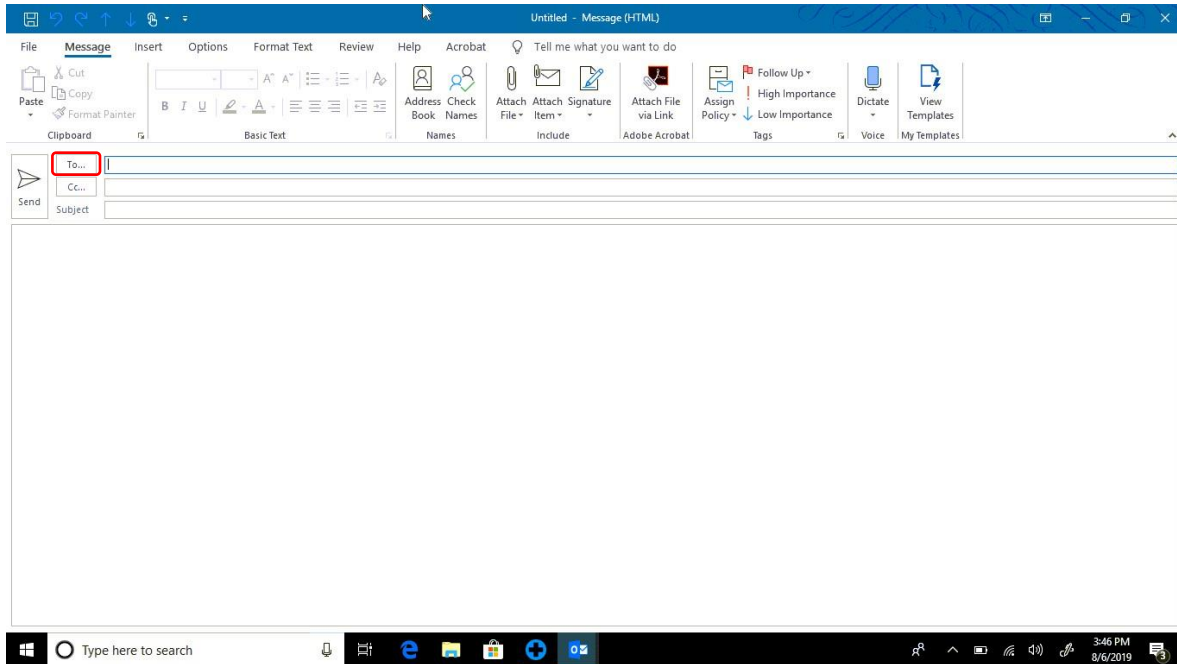 Untitled - Message (HTML)
File Message Insert Options Format Text Review Help Acrobat Tell me what you want to do
Paste
Cut
Copy
Format Painter
Clipboard
B I U
A A A
Basic Text
Address Book
Check Names
Names
Attach File
Attach Item
Signature
Include
Attach File via Link
Adobe Acrobat
Assign Policy
Follow Up
High Importance
Low Importance
Tags
Dictate
Voice
View Templates
My Templates
Send
To...
Cc...
Subject
Type here to search
3:46 PM
8/6/2019
3